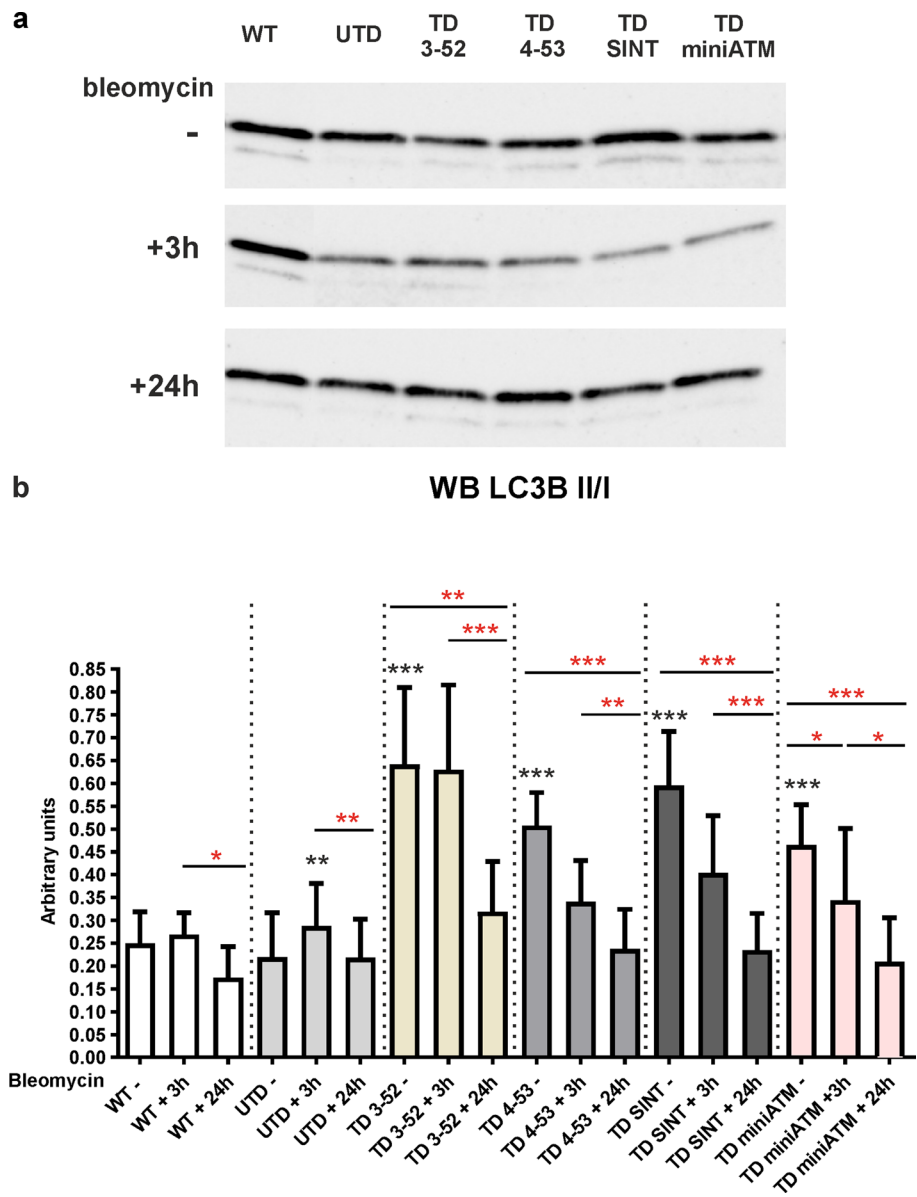 a
WT UTD TD 3-52 TD 4-53 TD SINT TD miniATM
bleomycin
-
+3h
+24h
b
WB LC3B II/I
**
***
***
***
**
***
***
***
***
*
*
***
***
**
**
*
Arbitrary units
0.85
0.80
0.75
0.70
0.65
0.60
0.55
0.50
0.45
0.40
0.35
0.30
0.25
0.20
0.15
0.10
0.05
0.00
Bleomycin
WT -
WT + 3h
WT + 24h
UTD -
UTD + 3h
UTD + 24h
TD 3-52 -
TD 3-52 + 3h
TD 3-52 + 24h
TD 4-53 -
TD 4-53 + 3h
TD 4-53 + 24h
TD SINT -
TD SINT + 3h
TD SINT + 24h
TD miniATM -
TD miniATM +3h
TD miniATM + 24h